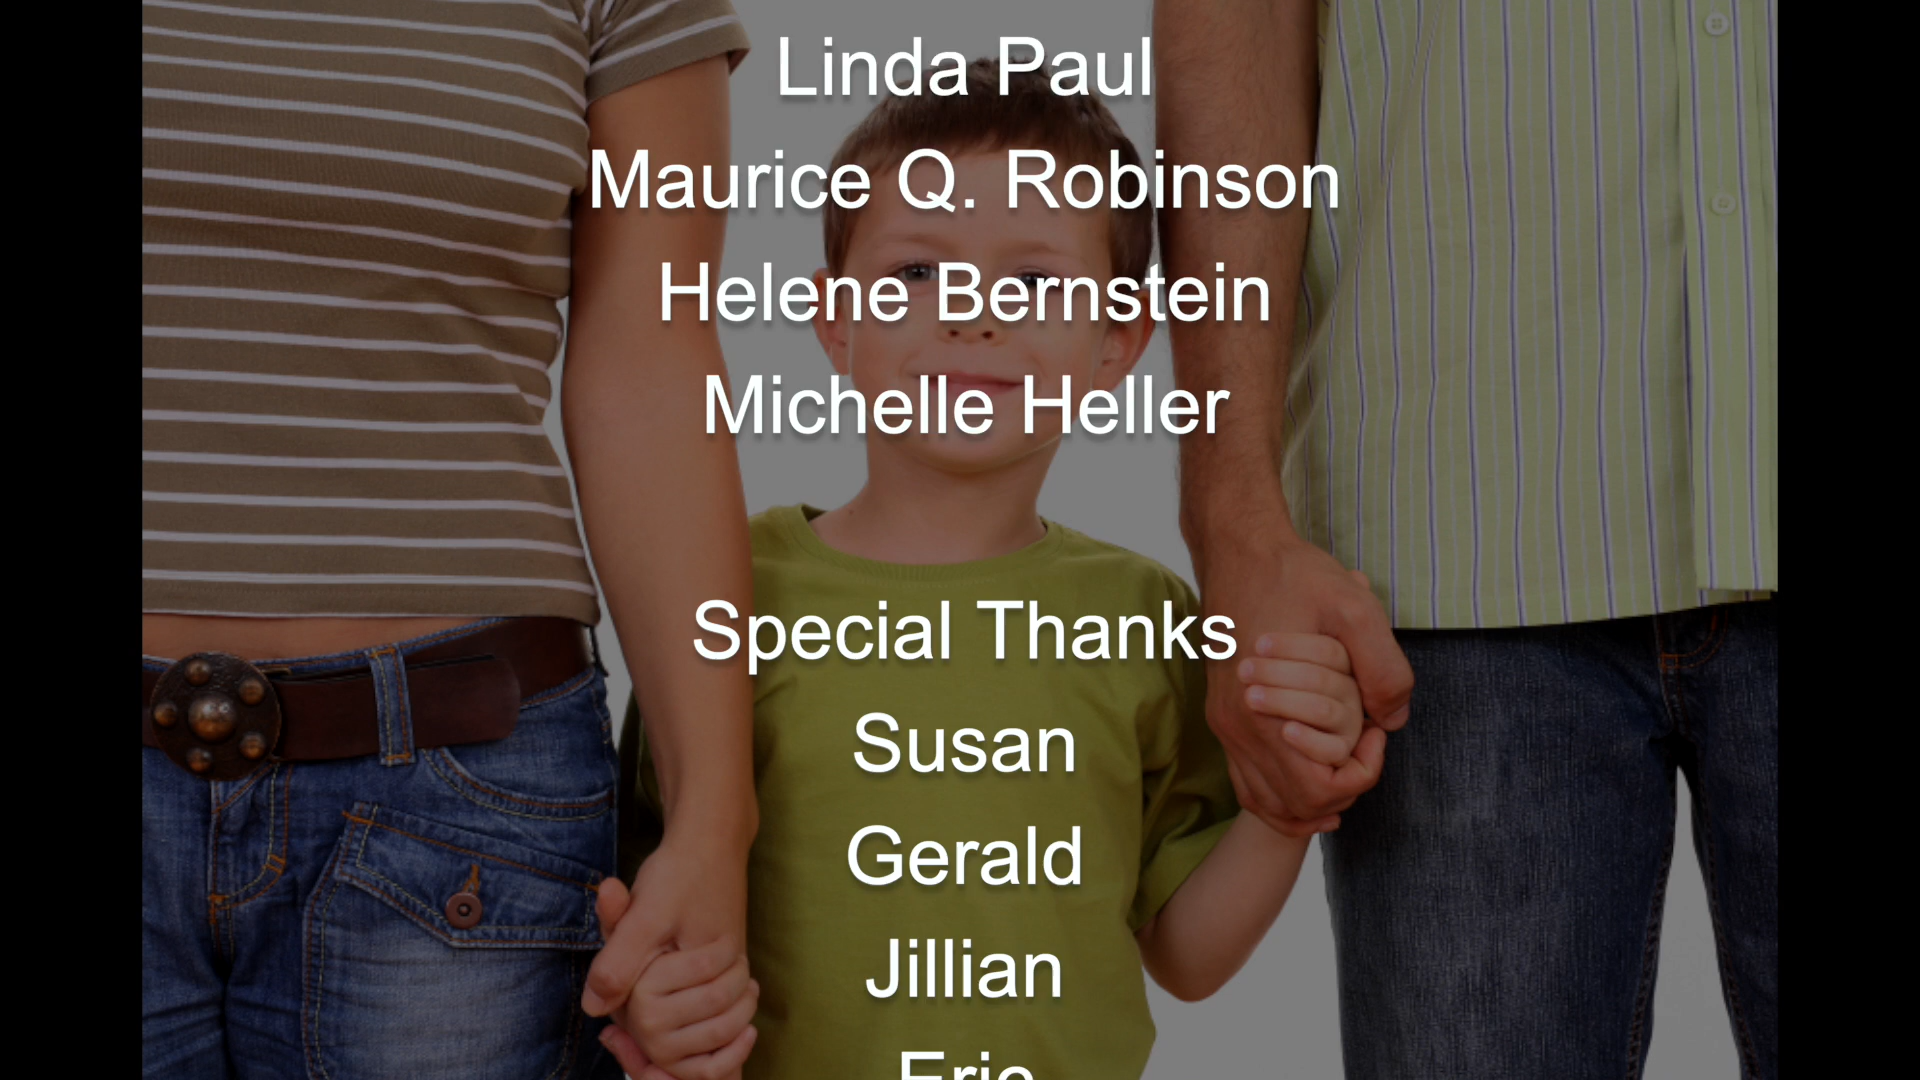 Linda Paul
Maurice Q. Robinson
Helene Bernstein
Michelle Heller
Special Thanks
Susan
Gerald
Jillian